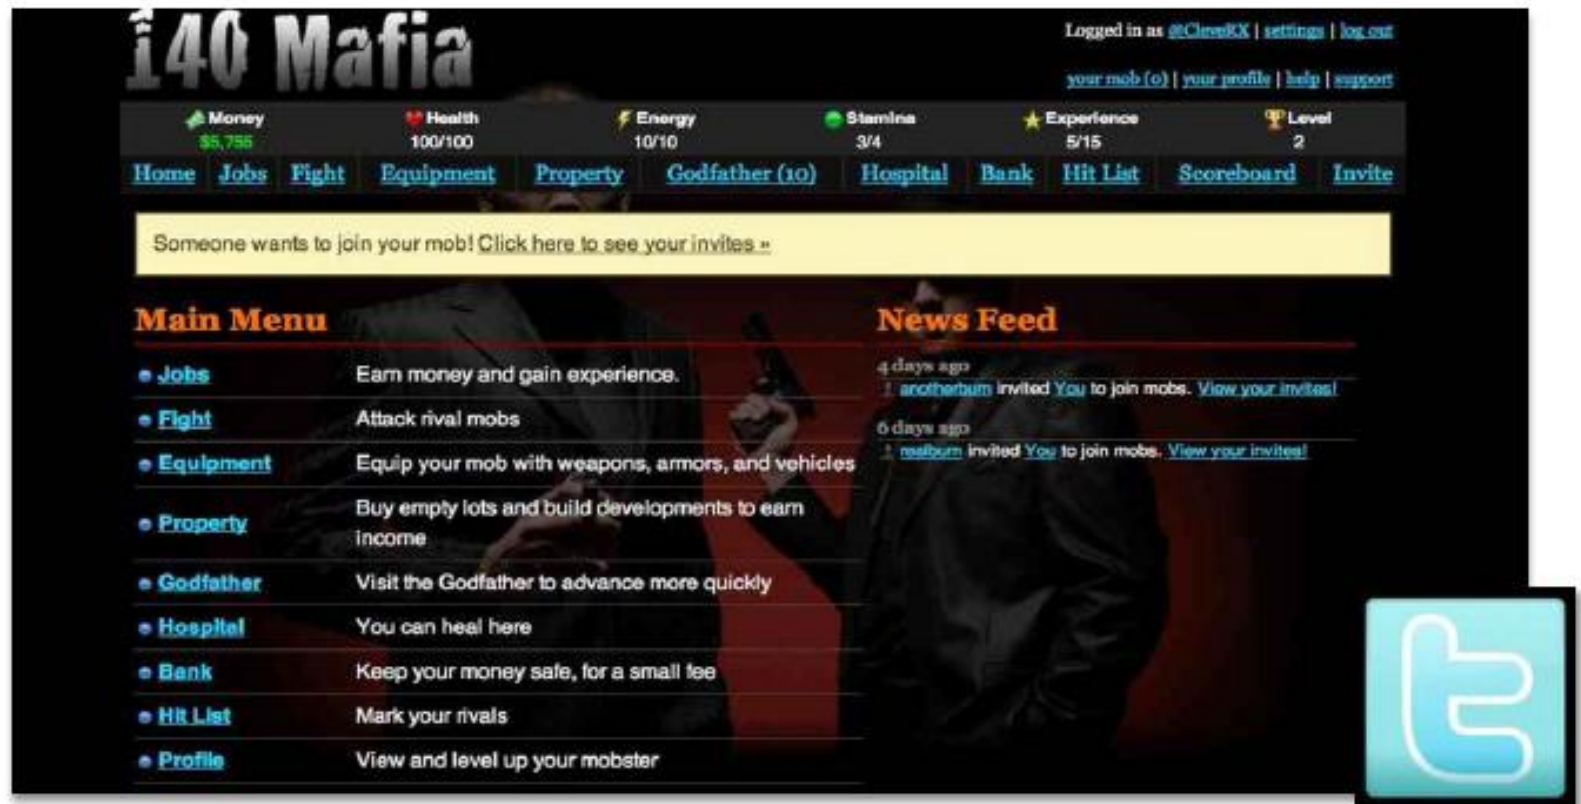 140 Mafia
Logged in as @CleveRX | settings | log out
your mob (0) | your profile | help | support
Money Health Energy Stamina Experience Level
$5,755 100/100 10/10 3/4 5/15 2
Home Jobs Fight Equipment Property Godfather (10) Hospital Bank Hit List Scoreboard Invite
Someone wants to join your mob! Click here to see your invites »
Main Menu
Jobs Earn money and gain experience.
Fight Attack rival mobs
Equipment Equip your mob with weapons, armors, and vehicles
Property Buy empty lots and build developments to earn
income
Godfather Visit the Godfather to advance more quickly
Hospital You can heal here
Bank Keep your money safe, for a small fee
Hit List Mark your rivals
Profile View and level up your mobster
News Feed
4 days ago
anotherbum invited You to join mobs. View your invites!
6 days ago
realbum invited You to join mobs. View your invites!
t